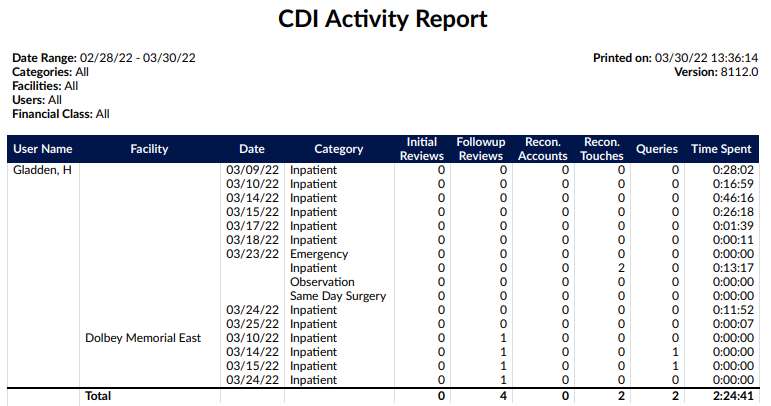 CDI Activity Report
Date Range: 02/28/22 - 03/30/22 Printed on: 03/30/22 13:36:14
Categories: All Version: 8112.0
Facilities: All
Users: All
Financial Class: All
User Name Facility Date Category Initial Reviews Followup Reviews Recon. Accounts Recon. Touches Queries Time Spent
Gladden, H 03/09/22 Inpatient 0 0 0 0 0 0:28:02
03/10/22 Inpatient 0 0 0 0 0 0:16:59
03/14/22 Inpatient 0 0 0 0 0 0:46:16
03/15/22 Inpatient 0 0 0 0 0 0:26:18
03/17/22 Inpatient 0 0 0 0 0 0:01:39
03/18/22 Inpatient 0 0 0 0 0 0:00:11
03/23/22 Emergency 0 0 0 0 0 0:00:00
Inpatient 0 0 0 2 0 0:13:17
Observation 0 0 0 0 0 0:00:00
Same Day Surgery 0 0 0 0 0 0:00:00
03/24/22 Inpatient 0 0 0 0 0 0:11:52
03/25/22 Inpatient 0 0 0 0 0 0:00:07
Dolbey Memorial East 03/10/22 Inpatient 0 1 0 0 0 0:00:00
03/14/22 Inpatient 0 1 0 0 1 0:00:00
03/15/22 Inpatient 0 1 0 0 1 0:00:00
03/24/22 Inpatient 0 1 0 0 0 0:00:00
Total 0 4 0 2 2 2:24:41